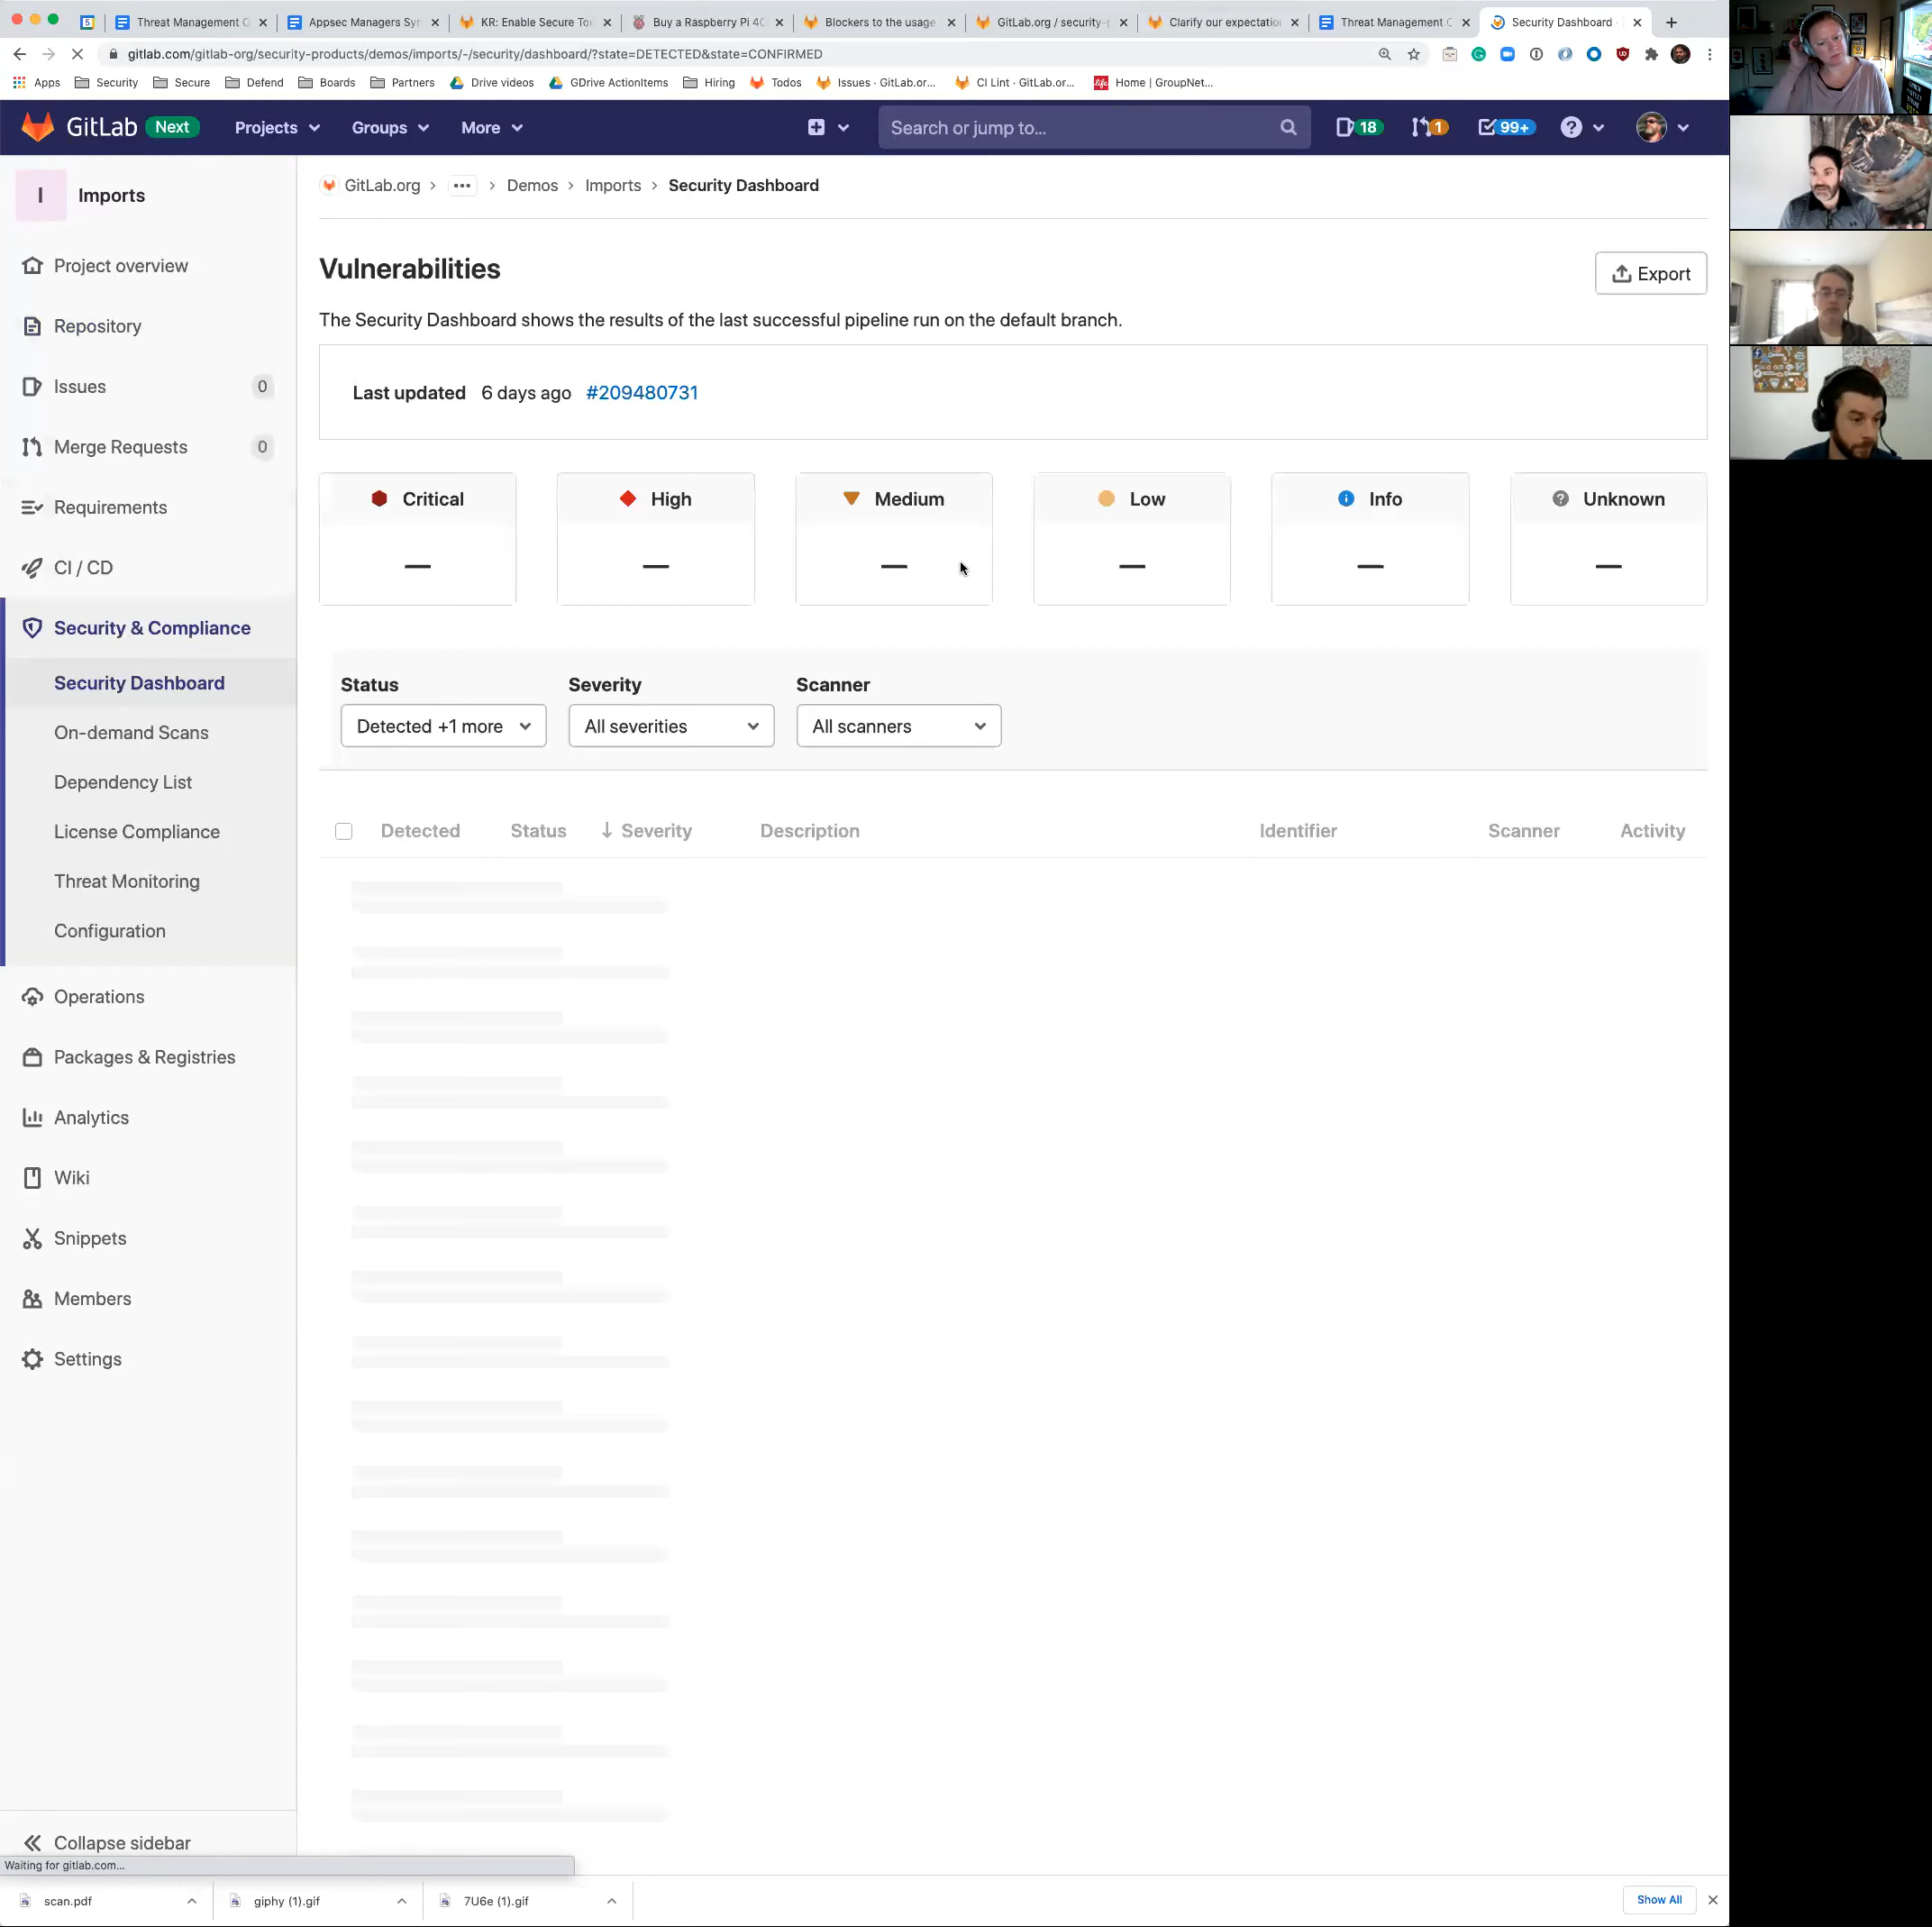 Threat Management C
Appsec Managers Syn
KR: Enable Secure To
Buy a Raspberry Pi 4
Blockers to the usage
GitLab.org / security-p
Clarify our expectation
Threat Management C
Security Dashboard ·
gitlab.com/gitlab-org/security-products/demos/imports/-/security/dashboard/?state=DETECTED&state=CONFIRMED
Apps Security Secure Defend Boards Partners Drive videos GDrive ActionItems Hiring Todos Issues · GitLab.or... CI Lint · GitLab.or... Home | GroupNet...
GitLab Next Projects Groups More Search or jump to... 18 1 99+
I Imports
Project overview
Repository
Issues 0
Merge Requests 0
Requirements
CI / CD
Security & Compliance
Security Dashboard
On-demand Scans
Dependency List
License Compliance
Threat Monitoring
Configuration
Operations
Packages & Registries
Analytics
Wiki
Snippets
Members
Settings
Collapse sidebar
GitLab.org > ••• > Demos > Imports > Security Dashboard
Vulnerabilities
Export
The Security Dashboard shows the results of the last successful pipeline run on the default branch.
Last updated 6 days ago #209480731
Critical High Medium Low Info Unknown
— — — — — —
Status Severity Scanner
Detected +1 more All severities All scanners
Detected Status Severity Description Identifier Scanner Activity
Waiting for gitlab.com...
scan.pdf giphy (1).gif 7U6e (1).gif Show All